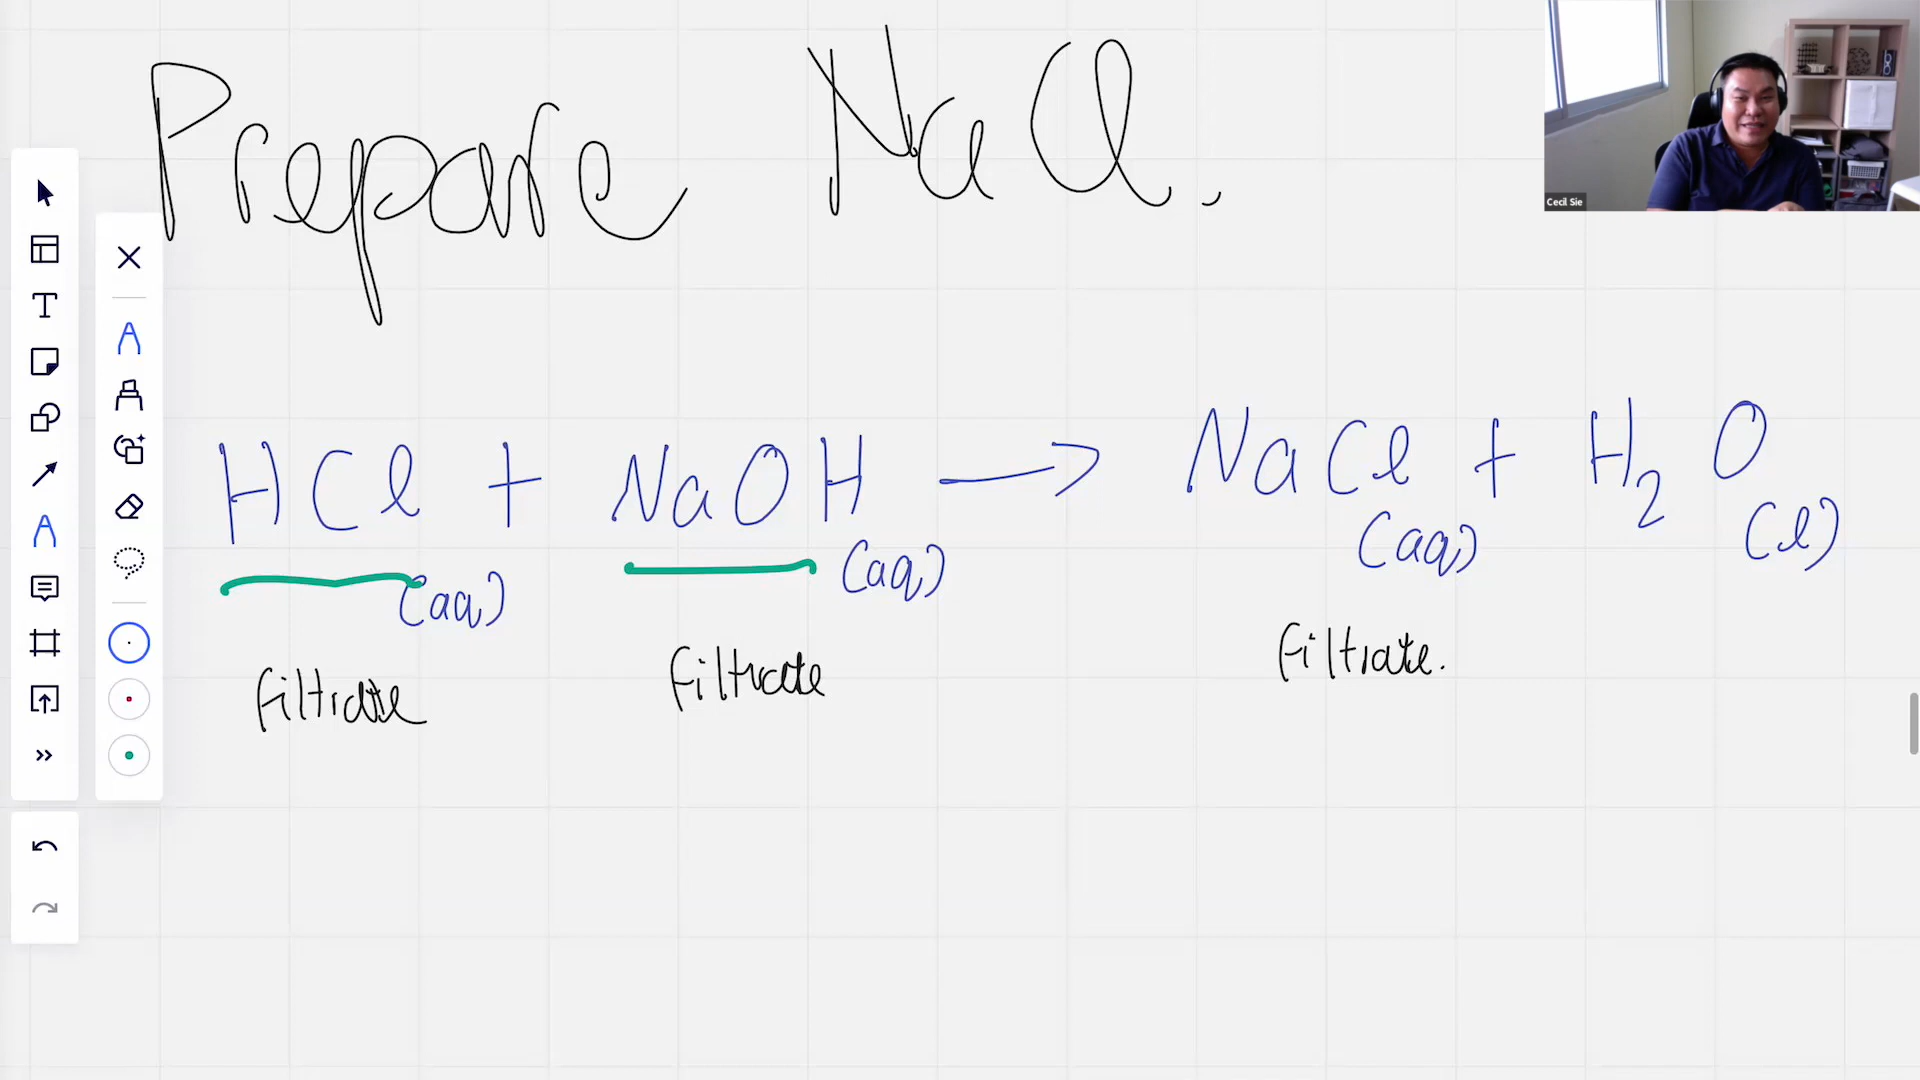 Prepare NaCl.
Cecil Sie
HCl + NaOH → NaCl + H2O
(aq) (aq) (aq) (l)
filtrate filtrate filtrate.